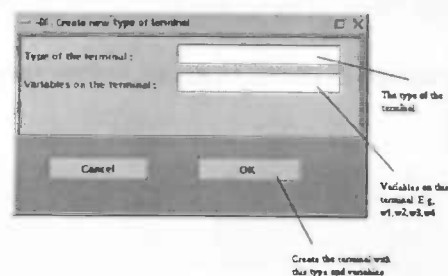 Create new type of terminal
Type of the terminal :
Variables on the terminal :
The type of the
terminal
Cancel
OK
Variables on this
terminal. E g,
w1,w2,w3,w4
Create the terminal with
this type and variables